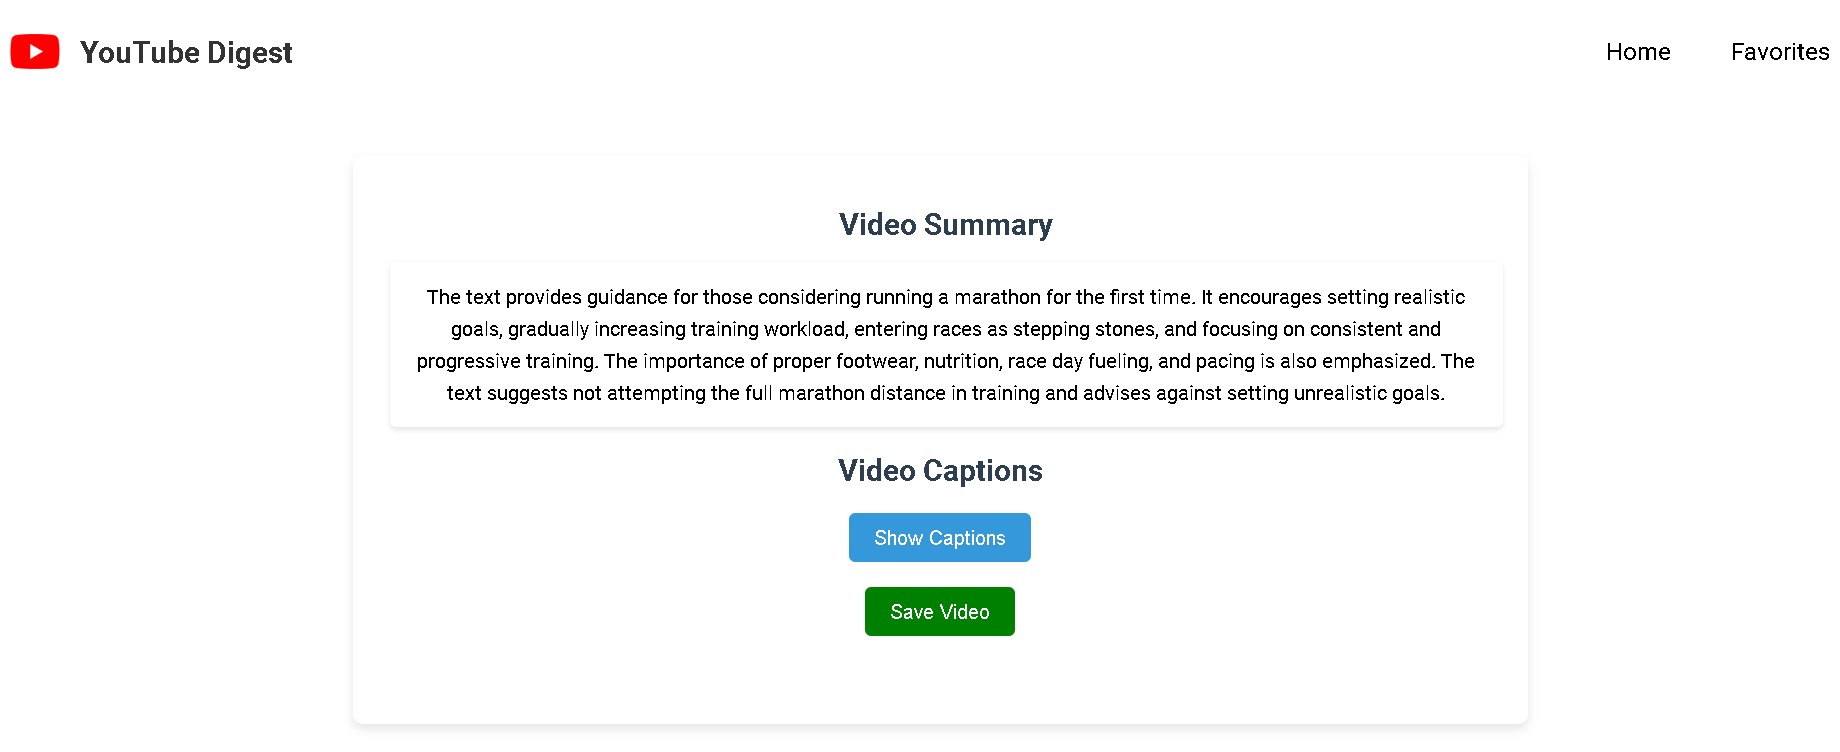 YouTube Digest
Home
Favorites
Video Summary
The text provides guidance for those considering running a marathon for the first time. It encourages setting realistic
goals, gradually increasing training workload, entering races as stepping stones, and focusing on consistent and
progressive training. The importance of proper footwear, nutrition, race day fueling, and pacing is also emphasized. The
text suggests not attempting the full marathon distance in training and advises against setting unrealistic goals.
Video Captions
Show Captions
Save Video